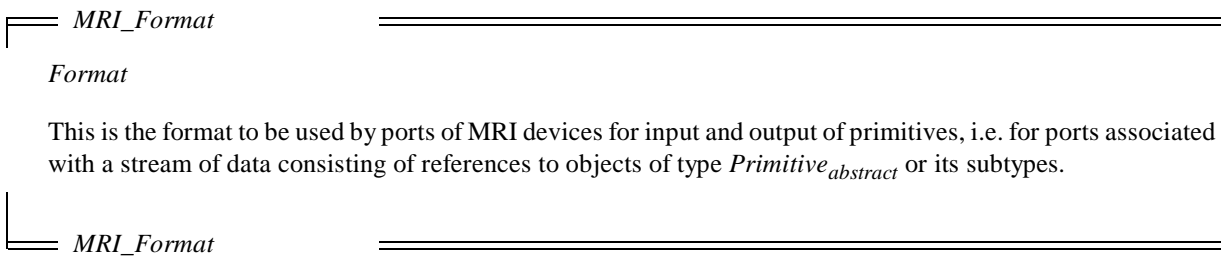 MRI_Format
Format
This is the format to be used by ports of MRI devices for input and output of primitives, i.e. for ports associated
with a stream of data consisting of references to objects of type Primitive_abstract or its subtypes.
MRI_Format